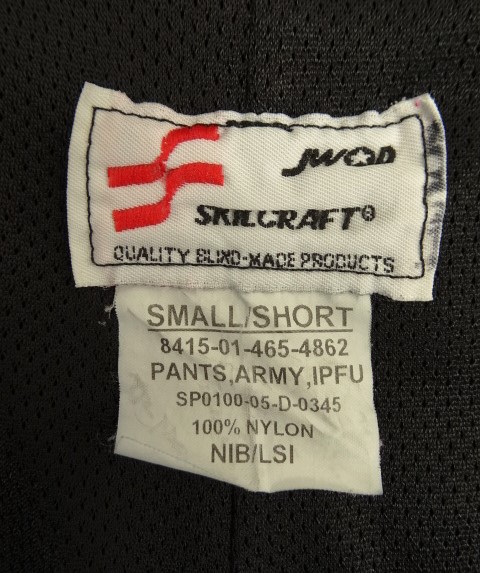 JWOD
SKILCRAFT®
QUALITY BLIND-MADE PRODUCTS
SMALL/SHORT
8415-01-465-4862
PANTS,ARMY,IPFU
SP0100-05-D-0345
100% NYLON
NIB/LSI